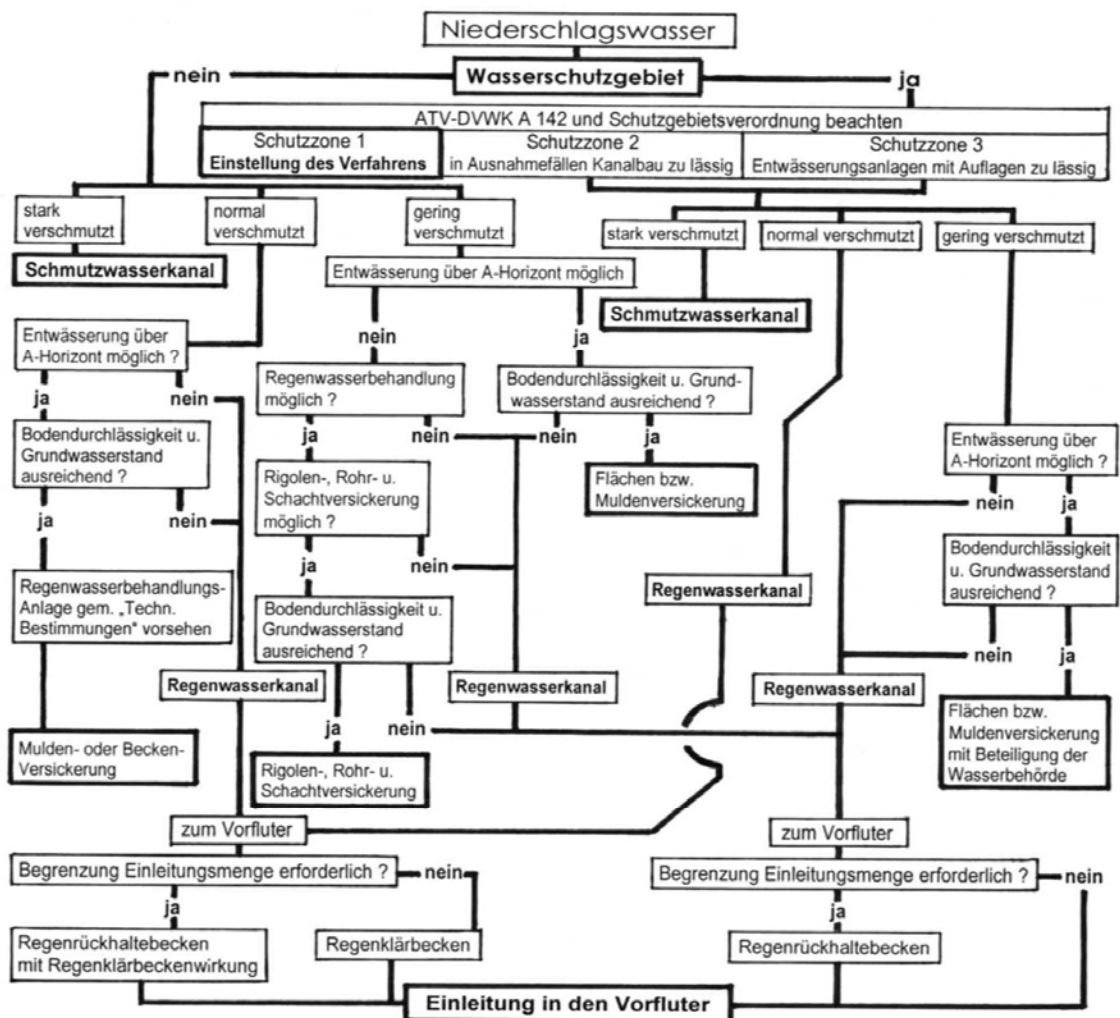 Niederschlagswasser
nein
Wasserschutzgebiet
ja
ATV-DVWK A 142 und Schutzgebietsverordnung beachten
Schutzzone 1
Einstellung des Verfahrens
Schutzzone 2
in Ausnahmefällen Kanalbau zu lässig
Schutzzone 3
Entwässerungsanlagen mit Auflagen zu lässig
stark
verschmutzt
normal
verschmutzt
gering
verschmutzt
stark verschmutzt
normal verschmutzt
gering verschmutzt
Schmutzwasserkanal
Entwässerung über A-Horizont möglich
Schmutzwasserkanal
nein
ja
Entwässerung über
A-Horizont möglich ?
ja
nein
Regenwasserbehandlung
möglich ?
Bodendurchlässigkeit u. Grund-
wasserstand ausreichend ?
ja
nein
nein
ja
Bodendurchlässigkeit u.
Grundwasserstand
ausreichend ?
ja
nein
Rigolen-, Rohr- u.
Schachtversickerung
möglich ?
ja
nein
Flächen bzw.
Muldenversickerung
Entwässerung über
A-Horizont möglich ?
nein
ja
Bodendurchlässigkeit
u. Grundwasserstand
ausreichend ?
nein
ja
Regenwasserbehandlungs-
Anlage gem. „Techn.
Bestimmungen" vorsehen
Bodendurchlässigkeit u.
Grundwasserstand
ausreichend ?
ja
nein
Regenwasserkanal
Regenwasserkanal
Regenwasserkanal
Regenwasserkanal
Mulden- oder Becken-
Versickerung
Rigolen-, Rohr- u.
Schachtversickerung
Flächen bzw.
Muldenversickerung
mit Beteiligung der
Wasserbehörde
zum Vorfluter
zum Vorfluter
Begrenzung Einleitungsmenge erforderlich ?
nein
ja
Begrenzung Einleitungsmenge erforderlich ?
nein
ja
Regenrückhaltebecken
mit Regenklärbeckenwirkung
Regenklärbecken
Regenrückhaltebecken
Einleitung in den Vorfluter